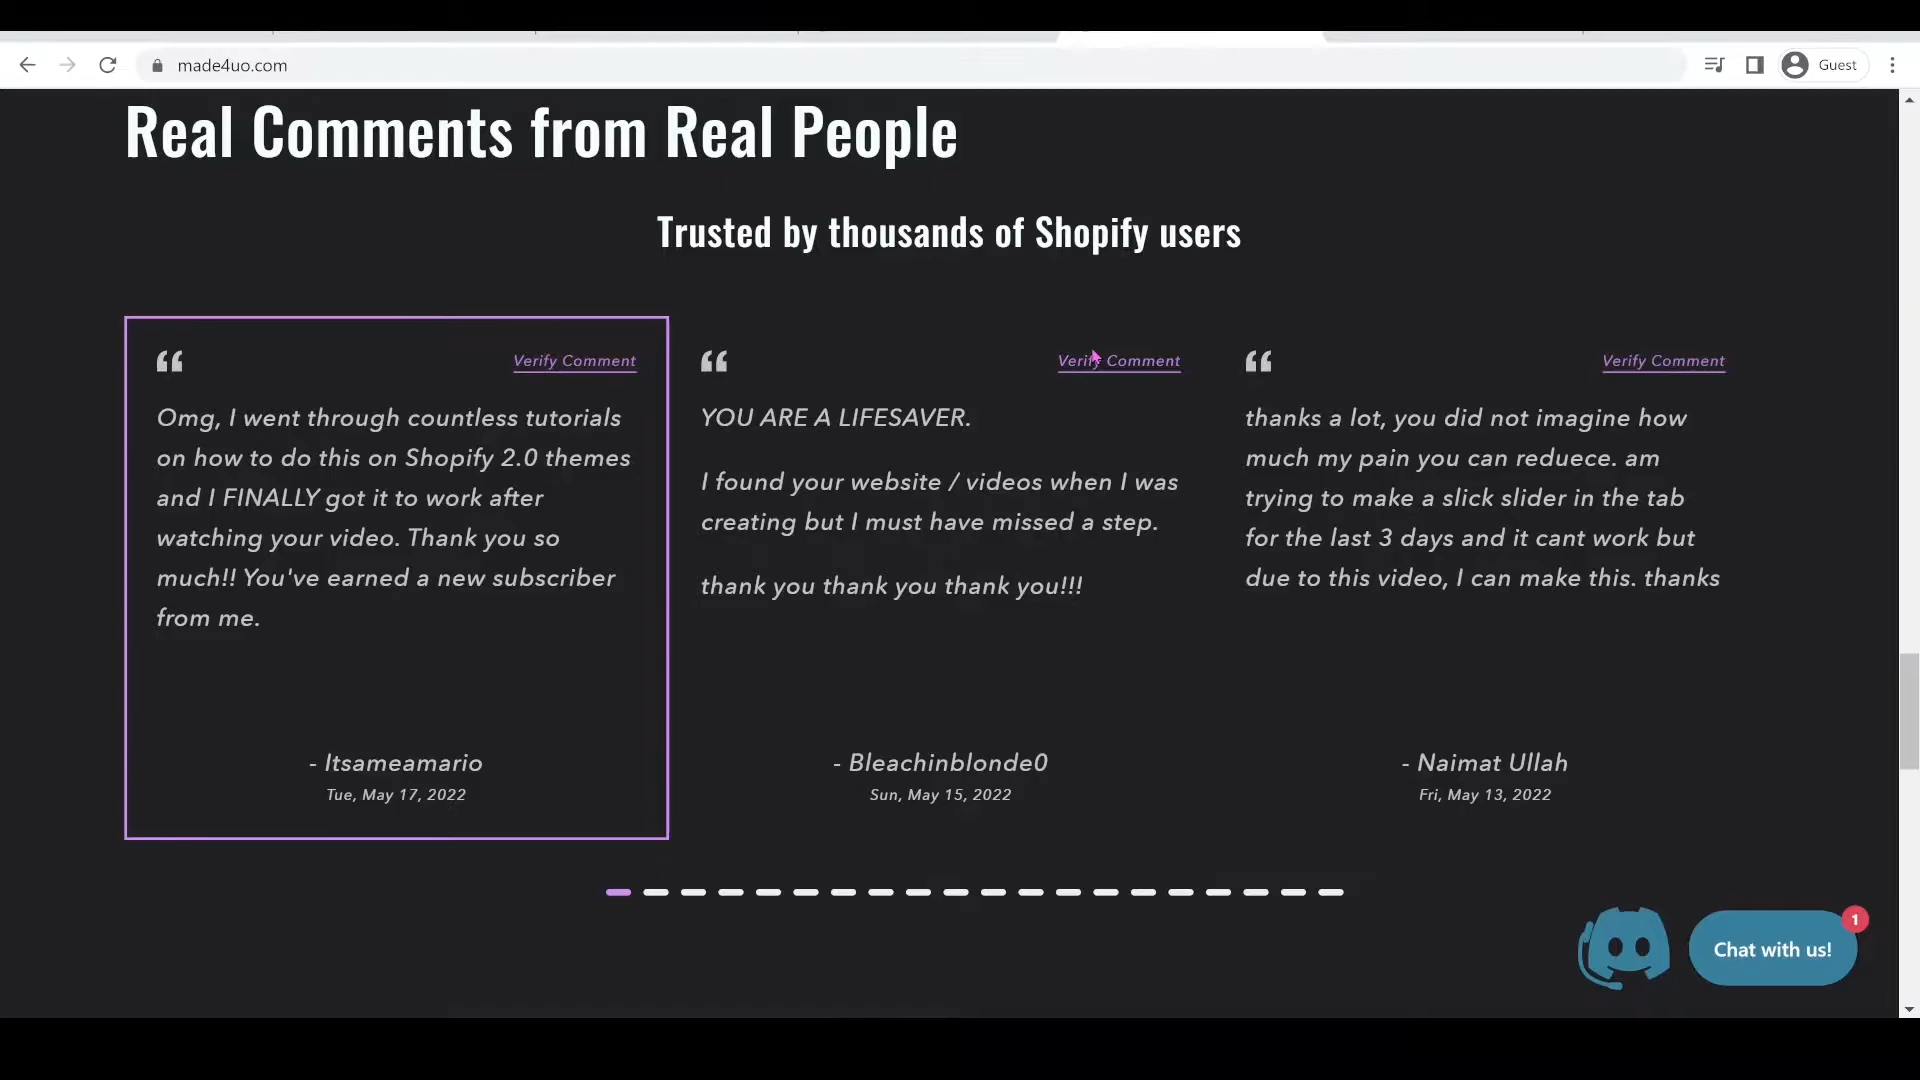 made4uo.com
Guest
Real Comments from Real People
Trusted by thousands of Shopify users
Verify Comment
Omg, I went through countless tutorials
on how to do this on Shopify 2.0 themes
and I FINALLY got it to work after
watching your video. Thank you so
much!! You've earned a new subscriber
from me.
- Itsameamario
Tue, May 17, 2022
Verify Comment
YOU ARE A LIFESAVER.
I found your website / videos when I was
creating but I must have missed a step.
thank you thank you thank you!!!
- Bleachinblonde0
Sun, May 15, 2022
Verify Comment
thanks a lot, you did not imagine how
much my pain you can reduece. am
trying to make a slick slider in the tab
for the last 3 days and it cant work but
due to this video, I can make this. thanks
- Naimat Ullah
Fri, May 13, 2022
Chat with us!
1